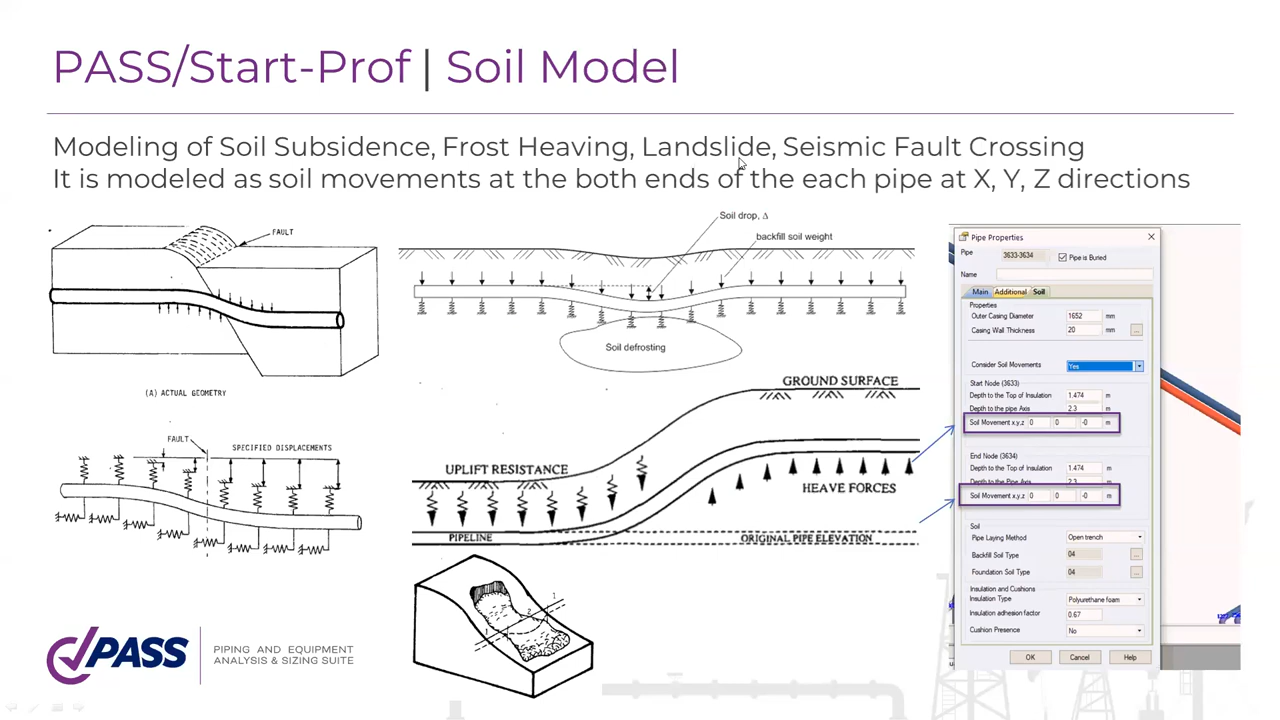 PASS/Start-Prof | Soil Model
Modeling of Soil Subsidence, Frost Heaving, Landslide, Seismic Fault Crossing
It is modeled as soil movements at the both ends of the each pipe at X, Y, Z directions
FAULT
(A) ACTUAL GEOMETRY
FAULT
SPECIFIED DISPLACEMENTS
Soil drop, Δ
backfill soil weight
Soil defrosting
GROUND SURFACE
UPLIFT RESISTANCE
HEAVE FORCES
PIPELINE
ORIGINAL PIPE ELEVATION
1
2
1
Pipe Properties
Pipe 3633-3634 Pipe is Buried
Name
Main Additional Soil
Properties
Outer Casing Diameter 1652 mm
Casing Wall Thickness 20 mm ...
Consider Soil Movements Yes
Start Node (3633)
Depth to the Top of Insulation 1.474 m
Depth to the pipe Axis 2.3 m
Soil Movement x,y,z 0 0 -0 m
End Node (3634)
Depth to the Top of Insulation 1.474 m
Depth to the Pipe Axis 2.3 m
Soil Movement x,y,z 0 0 -0 m
Soil
Pipe Laying Method Open trench
Backfill Soil Type 04 ...
Foundation Soil Type 04 ...
Insulation and Cushions
Insulation Type Polyurethane foam
Insulation adhesion factor 0.67
Cushion Presence No
OK Cancel Help
PASS
PIPING AND EQUIPMENT
ANALYSIS & SIZING SUITE